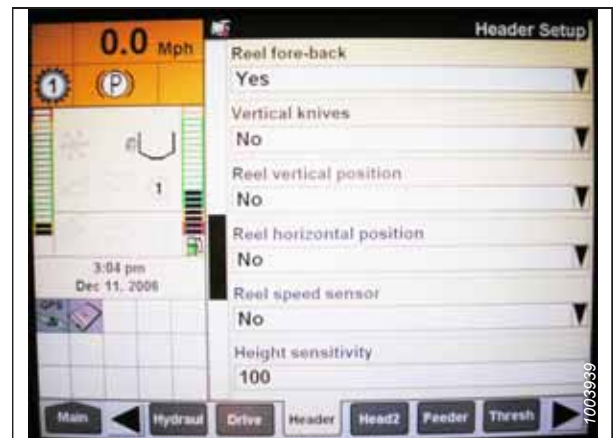 0.0 Mph
Header Setup
Reel fore-back
Yes
1
(P)
Vertical knives
No
Reel vertical position
No
1
Reel horizontal position
No
3:04 pm
Dec 11, 2006
Reel speed sensor
No
GPS
Height sensitivity
100
Main
Hydraul
Drive
Header
Head2
Feeder
Thresh
1003939